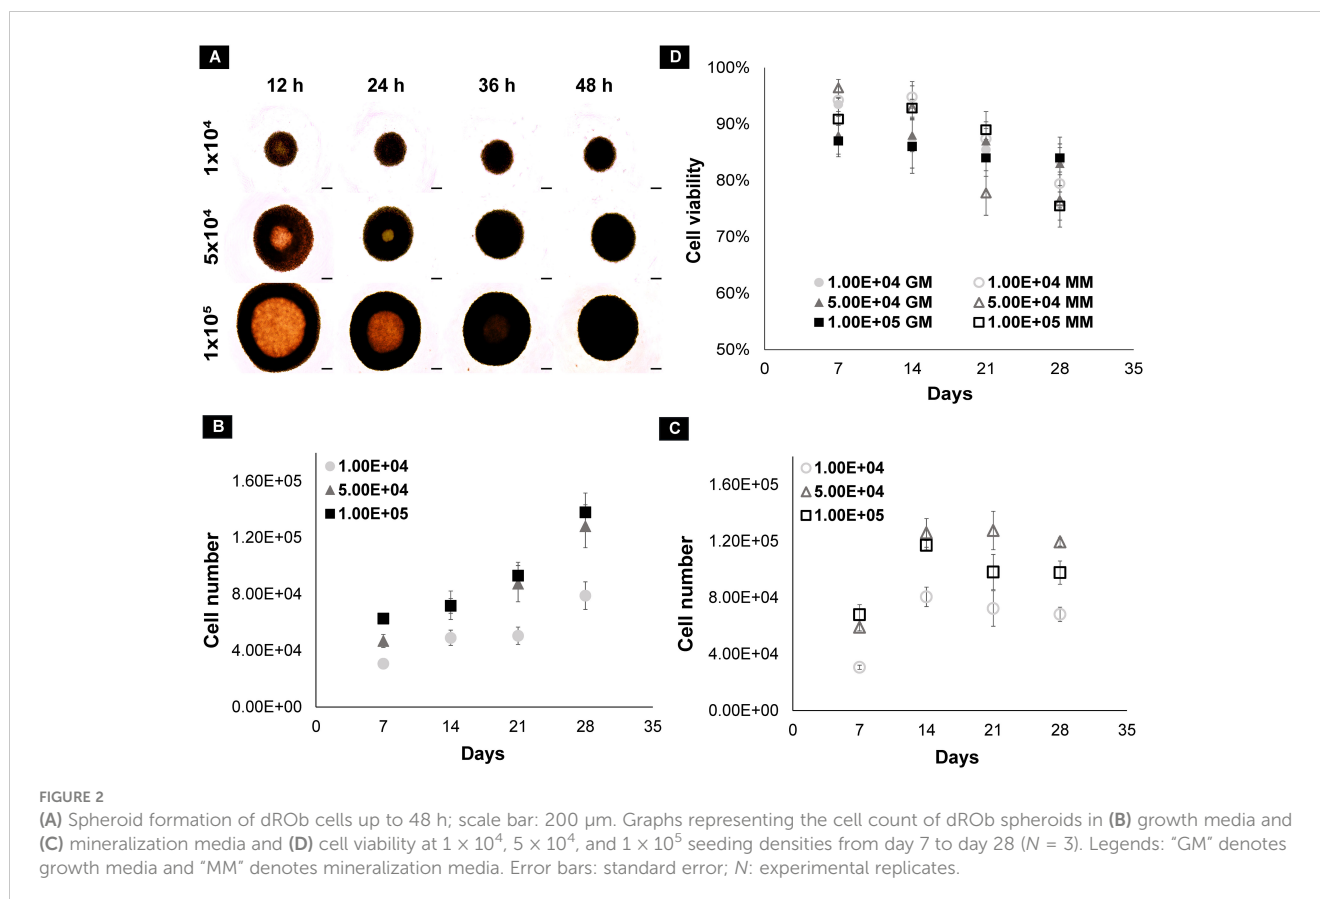 A
12 h 24 h 36 h 48 h
1x10⁴
5x10⁴
1x10⁵
D
100%
90%
80%
70%
60%
50%
Cell viability
1.00E+04 GM 1.00E+04 MM
5.00E+04 GM 5.00E+04 MM
1.00E+05 GM 1.00E+05 MM
0 7 14 21 28 35
Days
B
1.00E+04
5.00E+04
1.00E+05
1.60E+05
1.20E+05
8.00E+04
4.00E+04
0.00E+00
Cell number
0 7 14 21 28 35
Days
C
1.00E+04
5.00E+04
1.00E+05
1.60E+05
1.20E+05
8.00E+04
4.00E+04
0.00E+00
Cell number
0 7 14 21 28 35
Days
FIGURE 2
(A) Spheroid formation of dROb cells up to 48 h; scale bar: 200 µm. Graphs representing the cell count of dROb spheroids in (B) growth media and
(C) mineralization media and (D) cell viability at 1 × 10⁴, 5 × 10⁴, and 1 × 10⁵ seeding densities from day 7 to day 28 (N = 3). Legends: “GM” denotes
growth media and “MM” denotes mineralization media. Error bars: standard error; N: experimental replicates.